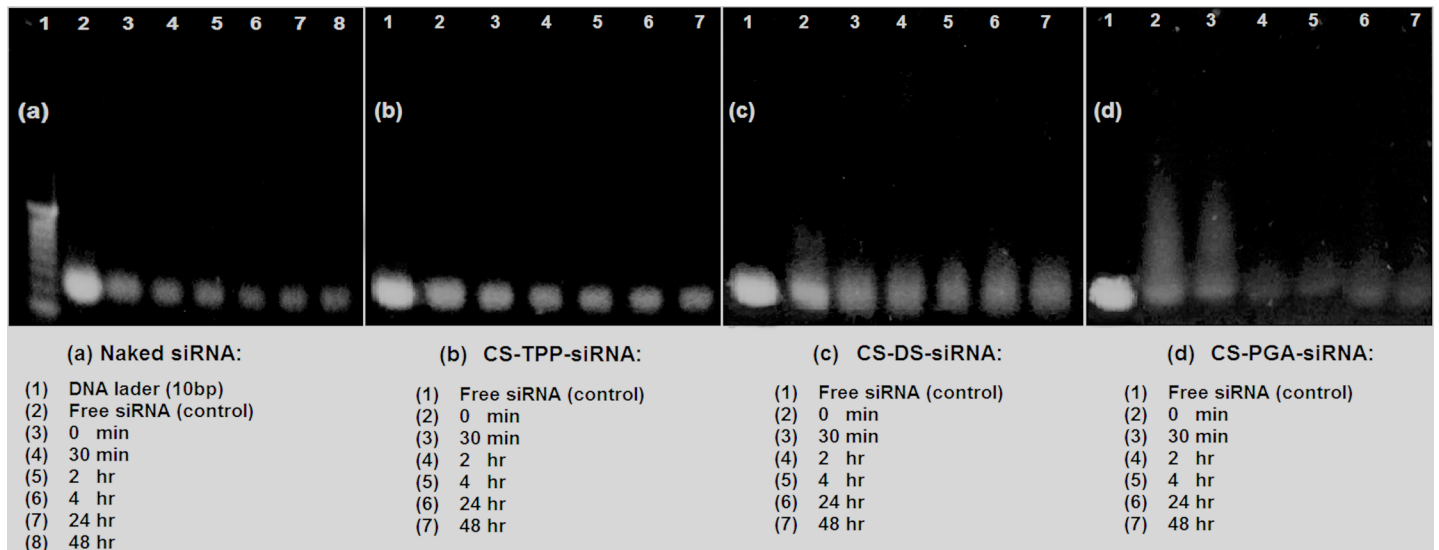 1 2 3 4 5 6 7 8
(a)
1 2 3 4 5 6 7
(b)
1 2 3 4 5 6 7
(c)
1 2 3 4 5 6 7
(d)
(a) Naked siRNA:
(1) DNA lader (10bp)
(2) Free siRNA (control)
(3) 0 min
(4) 30 min
(5) 2 hr
(6) 4 hr
(7) 24 hr
(8) 48 hr
(b) CS-TPP-siRNA:
(1) Free siRNA (control)
(2) 0 min
(3) 30 min
(4) 2 hr
(5) 4 hr
(6) 24 hr
(7) 48 hr
(c) CS-DS-siRNA:
(1) Free siRNA (control)
(2) 0 min
(3) 30 min
(4) 2 hr
(5) 4 hr
(6) 24 hr
(7) 48 hr
(d) CS-PGA-siRNA:
(1) Free siRNA (control)
(2) 0 min
(3) 30 min
(4) 2 hr
(5) 4 hr
(6) 24 hr
(7) 48 hr